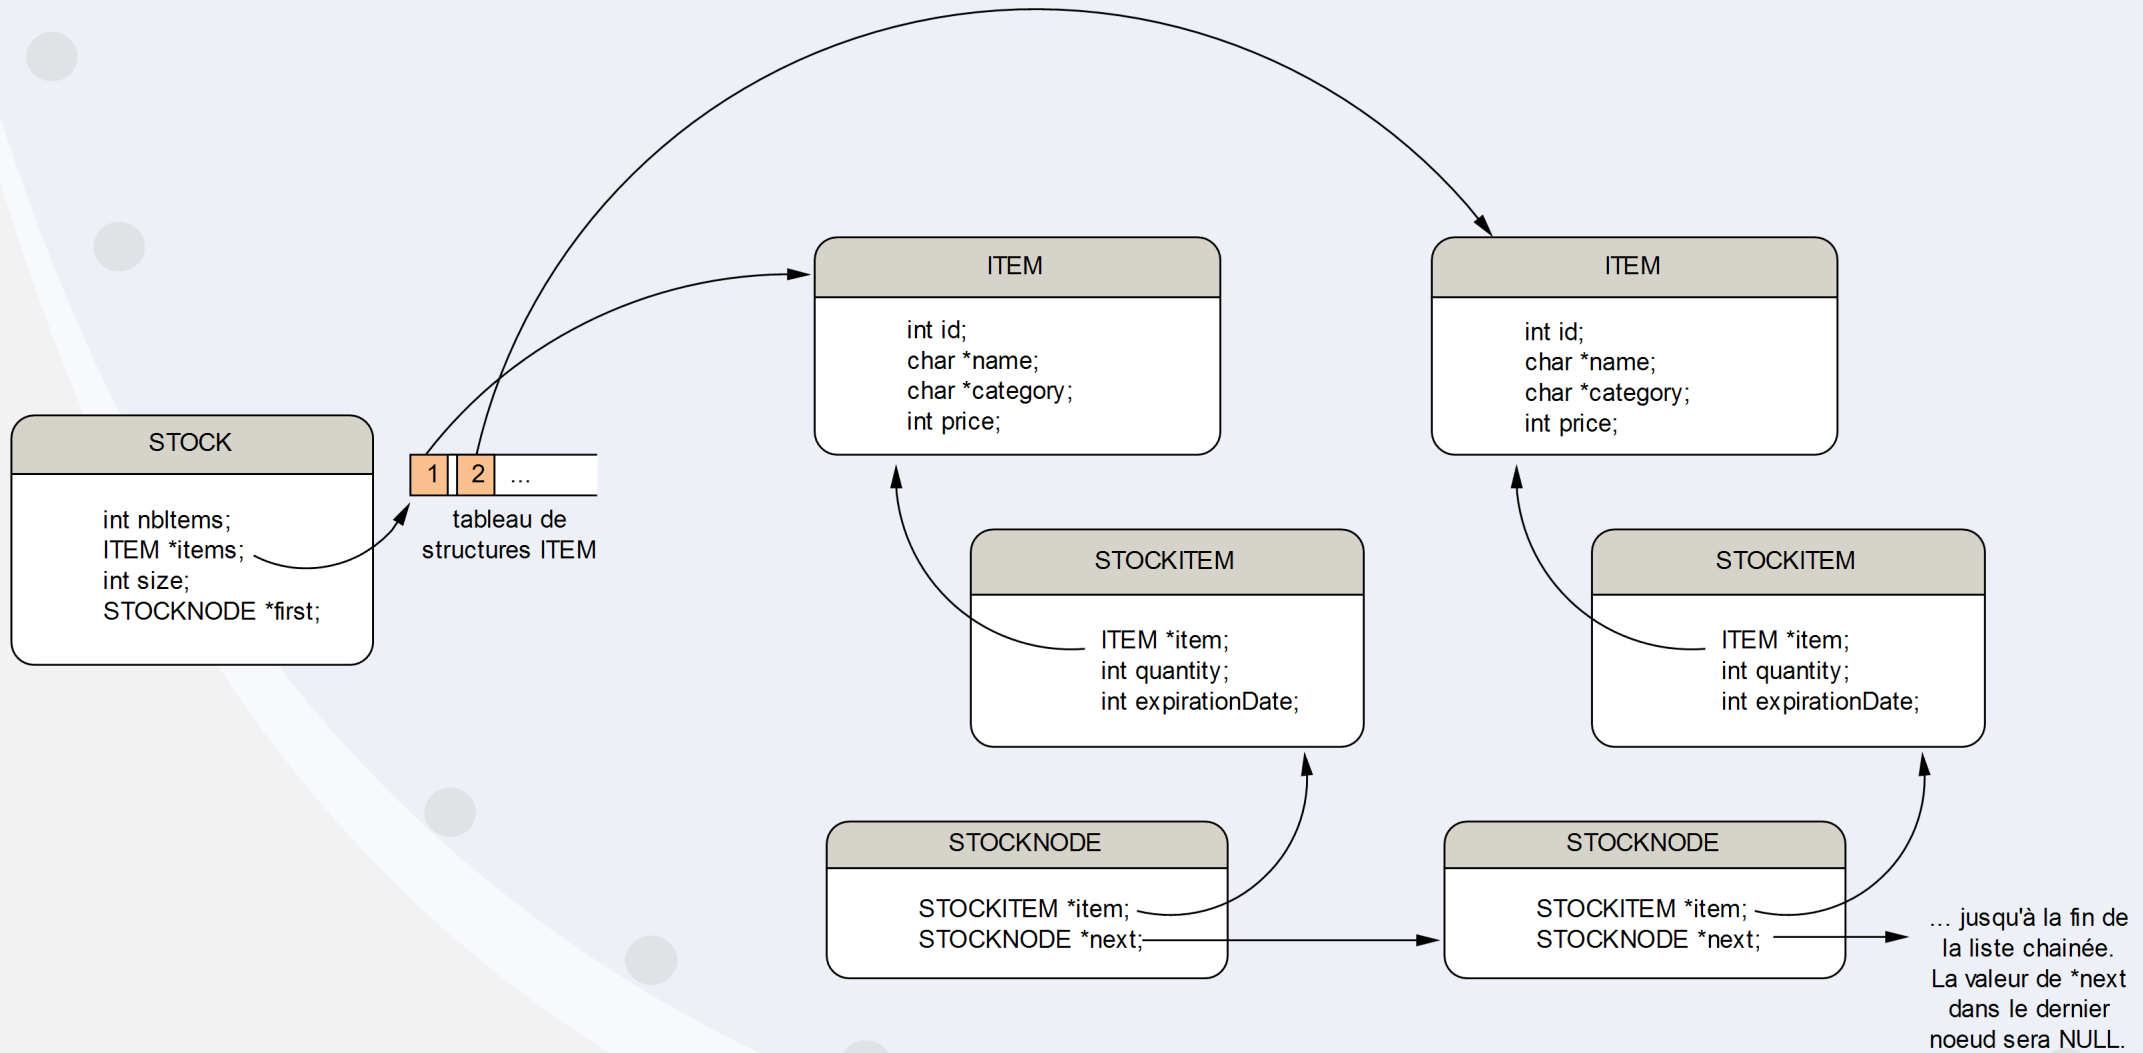 STOCK
int nbItems;
ITEM *items;
int size;
STOCKNODE *first;
1 2 ...
tableau de
structures ITEM
ITEM
int id;
char *name;
char *category;
int price;
ITEM
int id;
char *name;
char *category;
int price;
STOCKITEM
ITEM *item;
int quantity;
int expirationDate;
STOCKITEM
ITEM *item;
int quantity;
int expirationDate;
STOCKNODE
STOCKITEM *item;
STOCKNODE *next;
STOCKNODE
STOCKITEM *item;
STOCKNODE *next;
... jusqu'à la fin de
la liste chainée.
La valeur de *next
dans le dernier
noeud sera NULL.